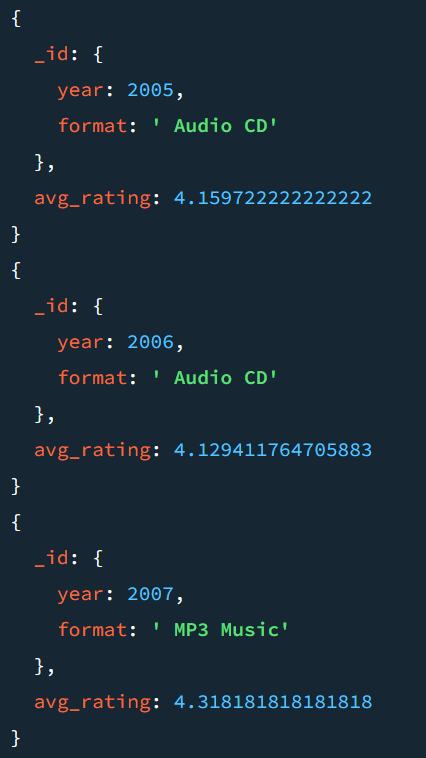 {
  _id: {
    year: 2005,
    format: ' Audio CD'
  },
  avg_rating: 4.159722222222222
}
{
  _id: {
    year: 2006,
    format: ' Audio CD'
  },
  avg_rating: 4.129411764705883
}
{
  _id: {
    year: 2007,
    format: ' MP3 Music'
  },
  avg_rating: 4.318181818181818
}